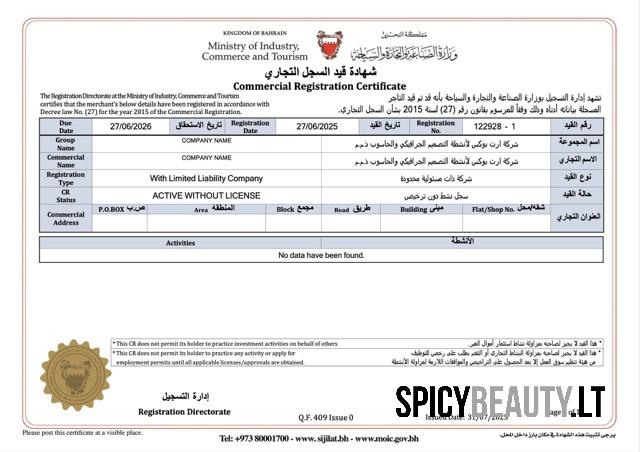 KINGDOM OF BAHRAIN
مملكة البحرين
Ministry of Industry,
Commerce and Tourism
وزارة الصناعة والتجارة والسياحة
شهادة قيد السجل التجاري
Commercial Registration Certificate
The Registration Directorate at the Ministry of Industry, Commerce and Tourism
certifies that the merchant's below details have been registered in accordance with
Decree law No. (27) for the year 2015 of the Commercial Registration.
تشهد إدارة التسجيل بوزارة الصناعة والتجارة والسياحة بأنه قد تم قيد التاجر
المسجلة بياناته أدناه وذلك وفقاً للمرسوم بقانون رقم (27) لسنة 2015 بشأن السجل التجاري.
Due Date 27/06/2026 تاريخ الاستحقاق Registration Date 27/06/2025 تاريخ القيد Registration No. 122928 - 1 رقم القيد
Group Name COMPANY NAME شركة ارت بوكس لأنشطة التصميم الجرافيكي والحاسوب ذ.م.م اسم المجموعة
Commercial Name COMPANY NAME شركة ارت بوكس لأنشطة التصميم الجرافيكي والحاسوب ذ.م.م الاسم التجاري
Registration Type With Limited Liability Company شركة ذات مسئولية محدودة نوع القيد
CR Status ACTIVE WITHOUT LICENSE سجل نشط دون ترخيص حالة القيد
Commercial Address P.O.BOX ص.ب Area المنطقة Block مجمع Road طريق Building مبنى Flat/Shop No. شقة/محل العنوان التجاري
Activities الأنشطة
No data have been found.
* This CR does not permit its holder to practice investment activities on behalf of others
* هذا القيد لا يجيز لصاحبه مزاولة نشاط استثمار أموال الغير.
* This CR does not permit its holder to practice any activity or apply for
employment permits until all applicable licenses/approvals are obtained.
* هذا القيد لا يجيز لصاحبه مزاولة النشاط التجاري أو التقدم بطلب على رخص للتوظيف
من هيئة تنظيم سوق العمل إلا بعد الحصول على التراخيص والموافقات اللازمة لمزاولة الأنشطة
إدارة التسجيل
Registration Directorate
Q.F. 409 Issue 0
Issued Date: 31/07/2025
Page
SPICYBEAUTY.LT
Please post this certificate at a visible place.
Tel: +973 80001700 - www.sijilat.bh - www.moic.gov.bh
يرجى تثبيت هذه الشهادة في مكان بارز داخل المحل.